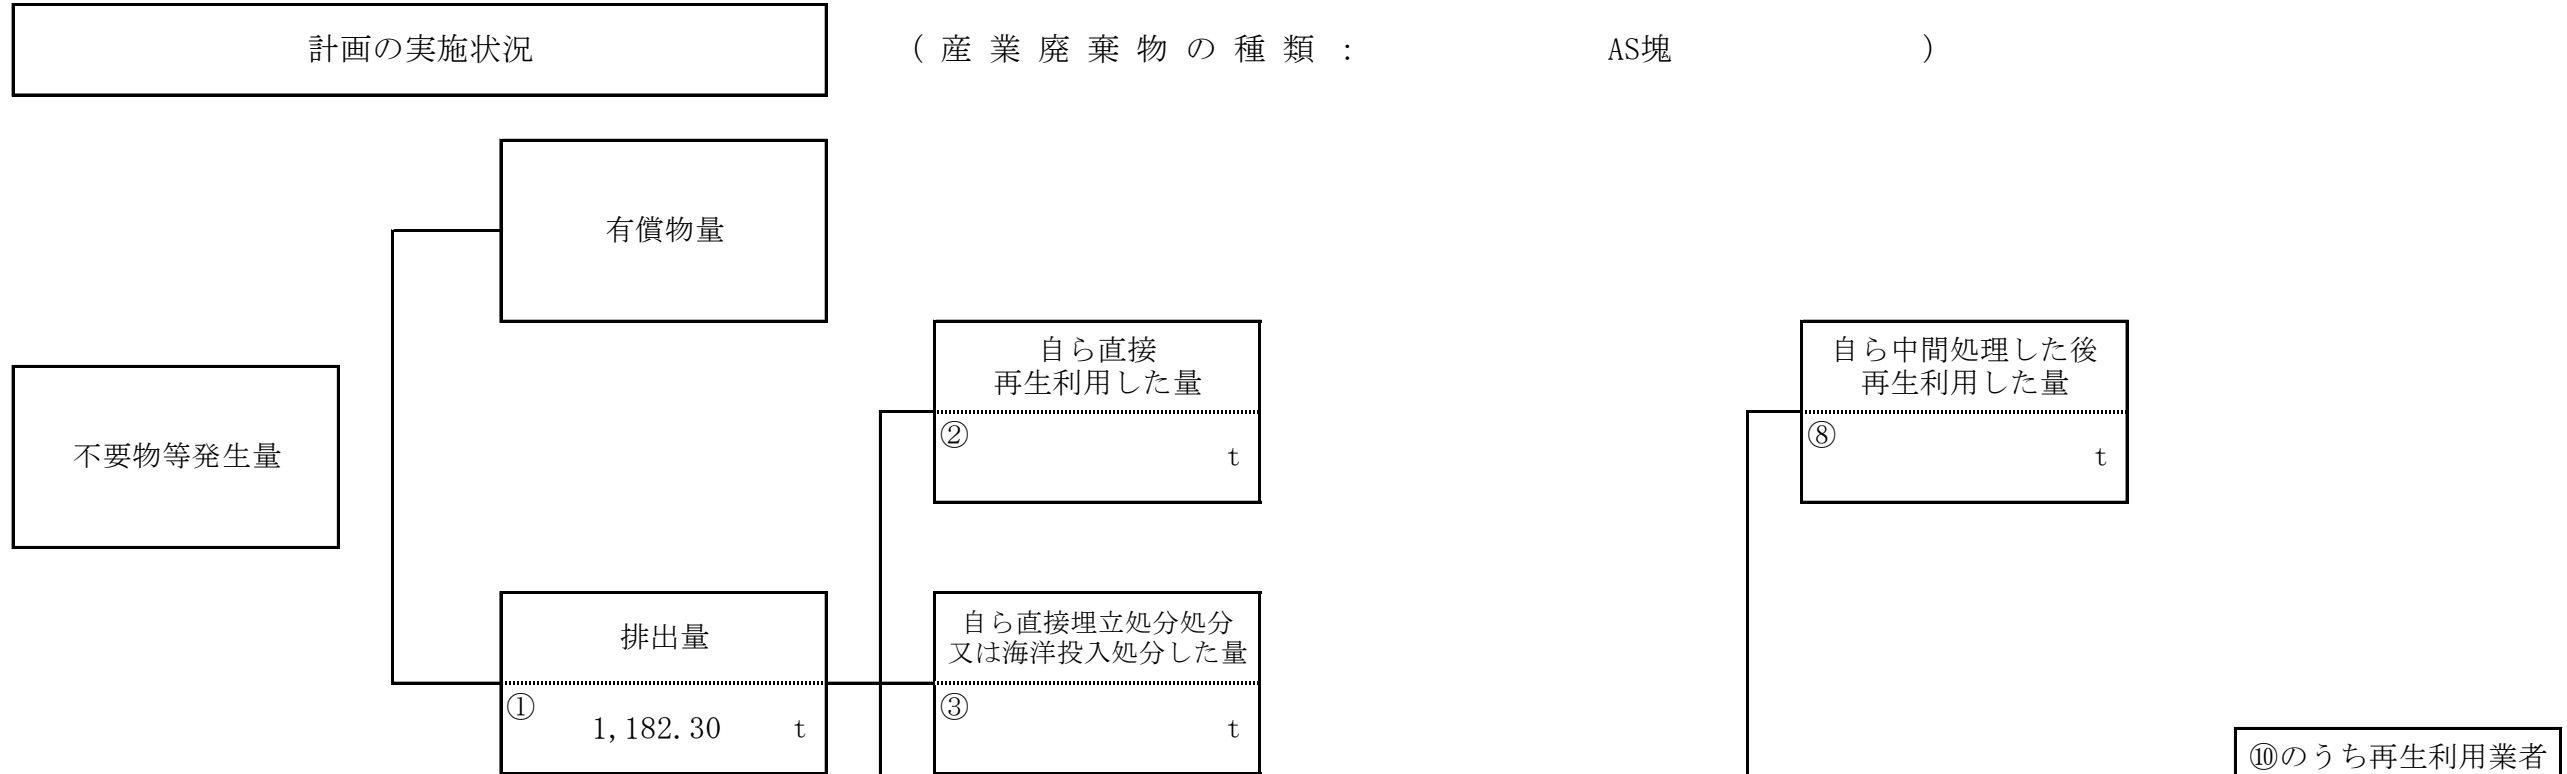 計画の実施状況
(産業廃棄物の種類: AS塊 )
有償物量
自ら直接
再生利用した量
② t
自ら中間処理した後
再生利用した量
⑧ t
不要物等発生量
排出量
① 1,182.30 t
自ら直接埋立処分処分
又は海洋投入処分した量
③ t
⑩のうち再生利用業者